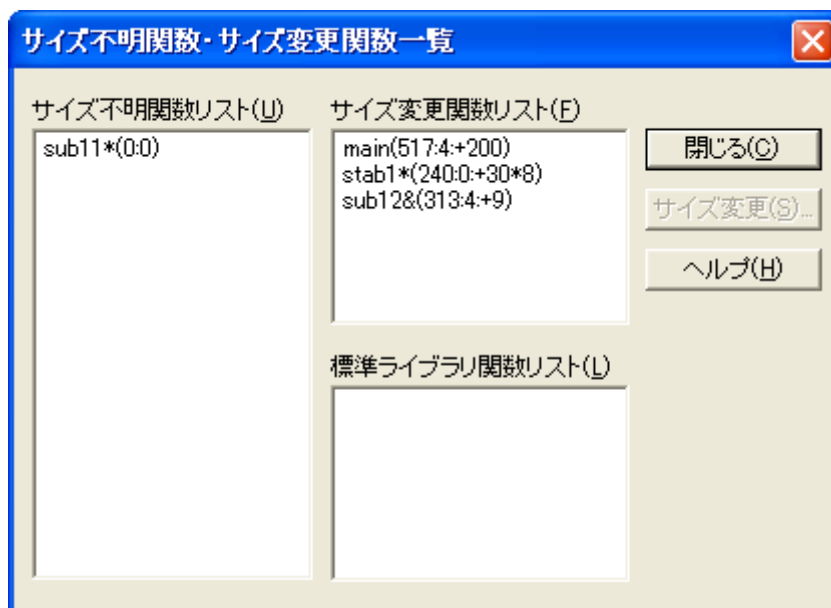 サイズ不明関数・サイズ変更関数一覧
サイズ不明関数リスト(U)
sub11*(0:0)
サイズ変更関数リスト(F)
main(517:4:+200)
stab1*(240:0:+30*8)
sub12&(313:4:+9)
標準ライブラリ関数リスト(L)
閉じる(C)
サイズ変更(S)...
ヘルプ(H)